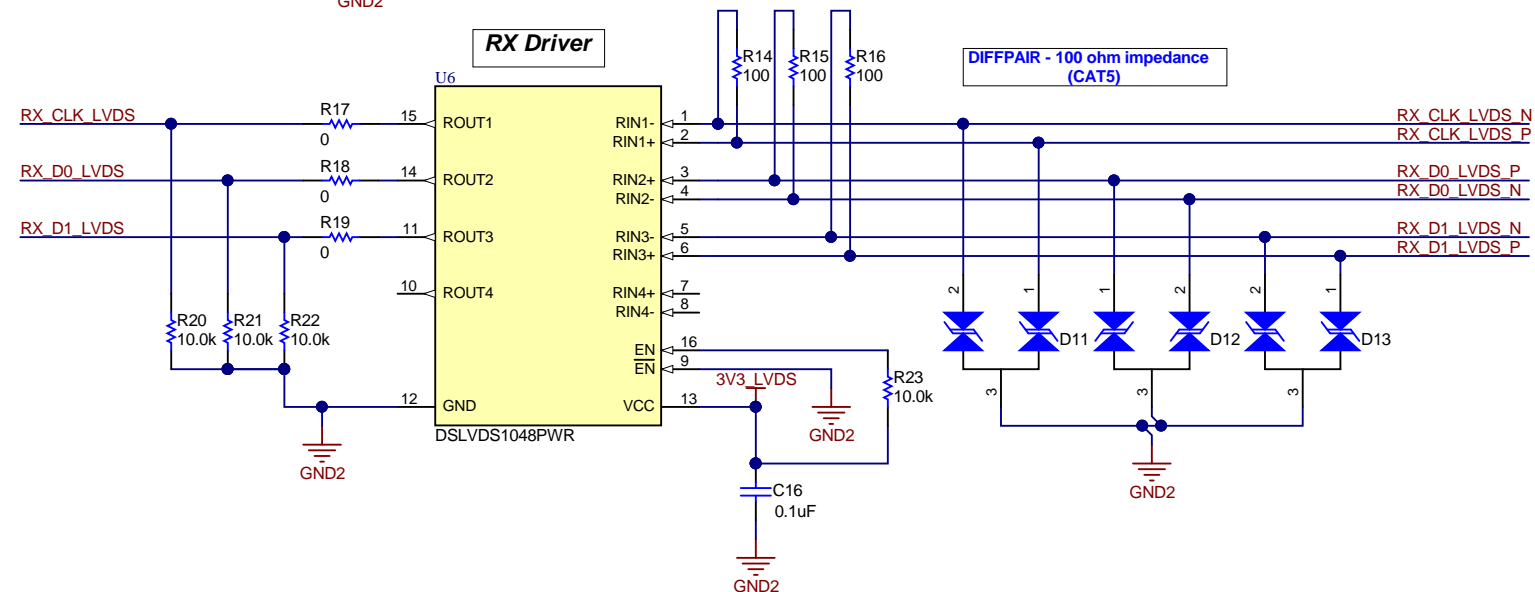 GND2
RX Driver
DIFFPAIR - 100 ohm impedance
(CAT5)
U6
R14
100
R15
100
R16
100
RX_CLK_LVDS
R17
0
15
ROUT1
RIN1-
1
RX_CLK_LVDS_N
RIN1+
2
RX_CLK_LVDS_P
RX_D0_LVDS
R18
0
14
ROUT2
RIN2+
3
RX_D0_LVDS_P
RIN2-
4
RX_D0_LVDS_N
RX_D1_LVDS
R19
0
11
ROUT3
RIN3-
5
RX_D1_LVDS_N
RIN3+
6
RX_D1_LVDS_P
10
ROUT4
RIN4+
7
RIN4-
8
2
1
1
2
2
1
R20
10.0k
R21
10.0k
R22
10.0k
D11
D12
D13
EN
16
EN
9
3V3_LVDS
R23
10.0k
3
3
3
12
GND
VCC
13
DSLVDS1048PWR
GND2
GND2
GND2
C16
0.1uF
GND2